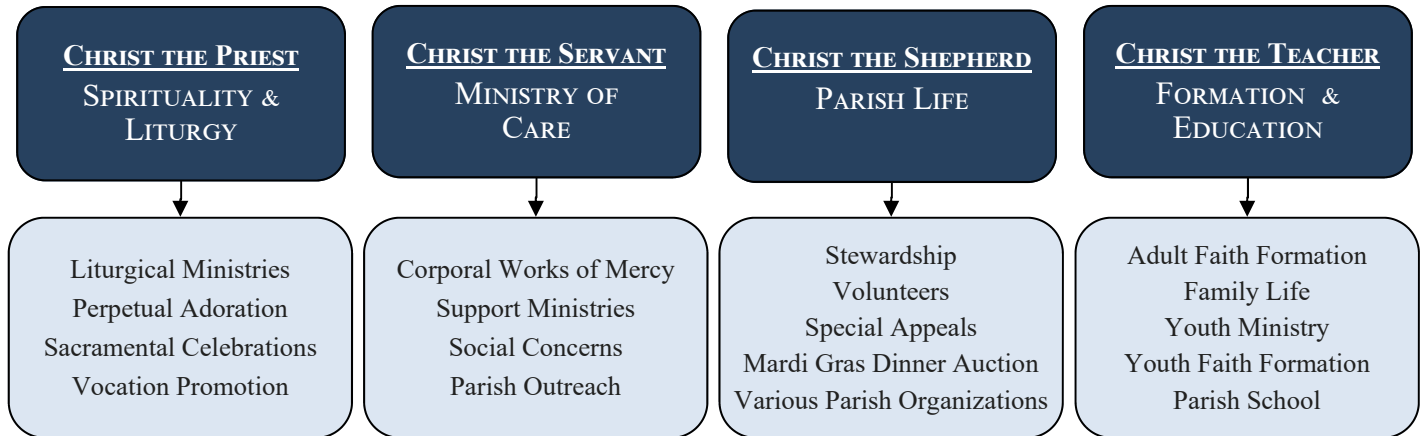 CHRIST THE PRIEST
SPIRITUALITY &
LITURGY
Liturgical Ministries
Perpetual Adoration
Sacramental Celebrations
Vocation Promotion
CHRIST THE SERVANT
MINISTRY OF
CARE
Corporal Works of Mercy
Support Ministries
Social Concerns
Parish Outreach
CHRIST THE SHEPHERD
PARISH LIFE
Stewardship
Volunteers
Special Appeals
Mardi Gras Dinner Auction
Various Parish Organizations
CHRIST THE TEACHER
FORMATION &
EDUCATION
Adult Faith Formation
Family Life
Youth Ministry
Youth Faith Formation
Parish School